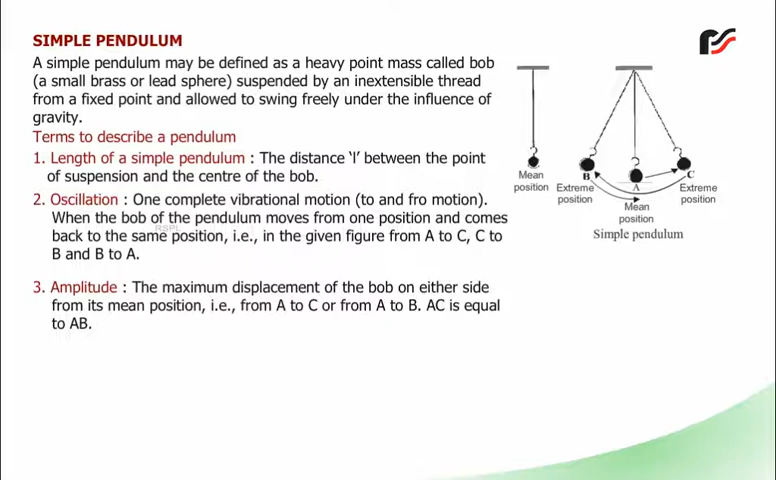 SIMPLE PENDULUM
A simple pendulum may be defined as a heavy point mass called bob
(a small brass or lead sphere) suspended by an inextensible thread
from a fixed point and allowed to swing freely under the influence of
gravity.
Terms to describe a pendulum
1. Length of a simple pendulum : The distance ‘l’ between the point
of suspension and the centre of the bob.
2. Oscillation : One complete vibrational motion (to and fro motion).
When the bob of the pendulum moves from one position and comes
back to the same position, i.e., in the given figure from A to C, C to
B and B to A.
RSPL
3. Amplitude : The maximum displacement of the bob on either side
from its mean position, i.e., from A to C or from A to B. AC is equal
to AB.
Mean
position
B
Extreme
position
A
Mean
position
C
Extreme
position
Simple pendulum